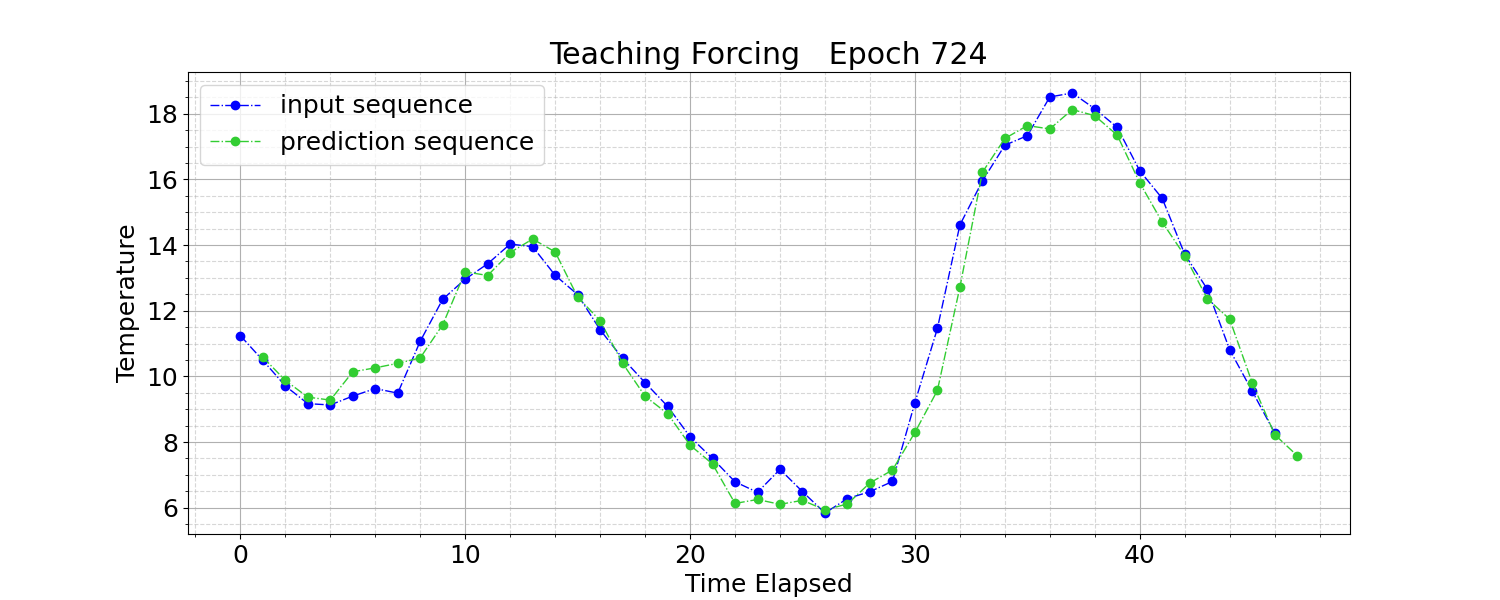 Teaching Forcing   Epoch 724
input sequence
prediction sequence
Temperature
18
16
14
12
10
8
6
0 10 20 30 40
Time Elapsed